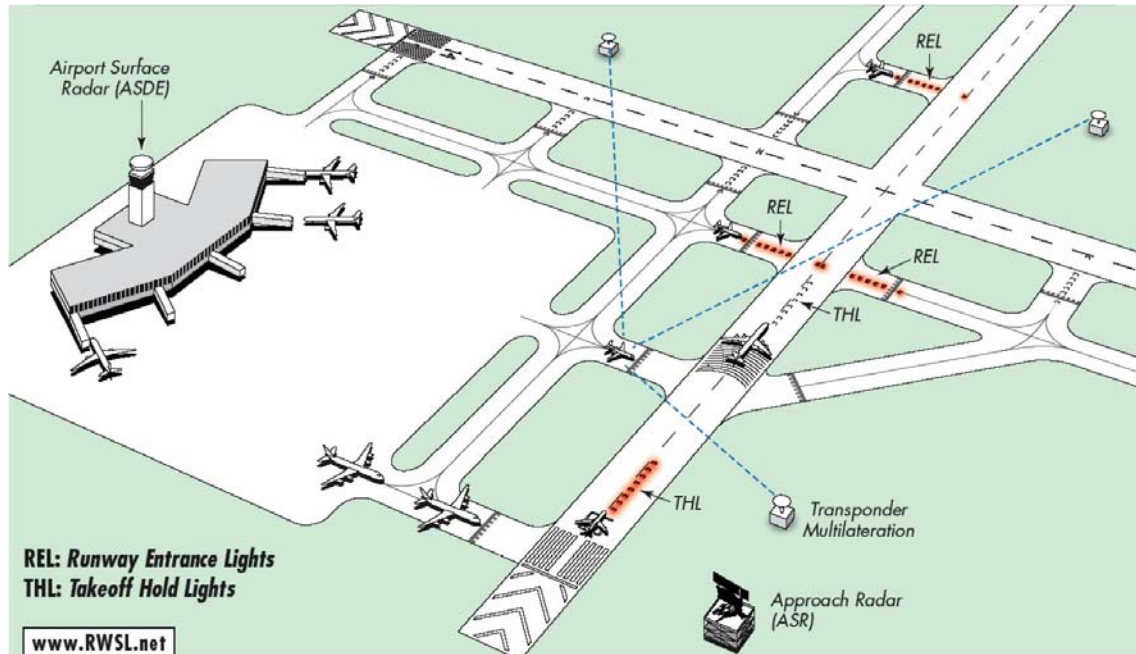 Airport Surface
Radar (ASDE)
REL
REL
REL
THL
THL
Transponder
Multilateration
Approach Radar
(ASR)
REL: Runway Entrance Lights
THL: Takeoff Hold Lights
www.RWSL.net